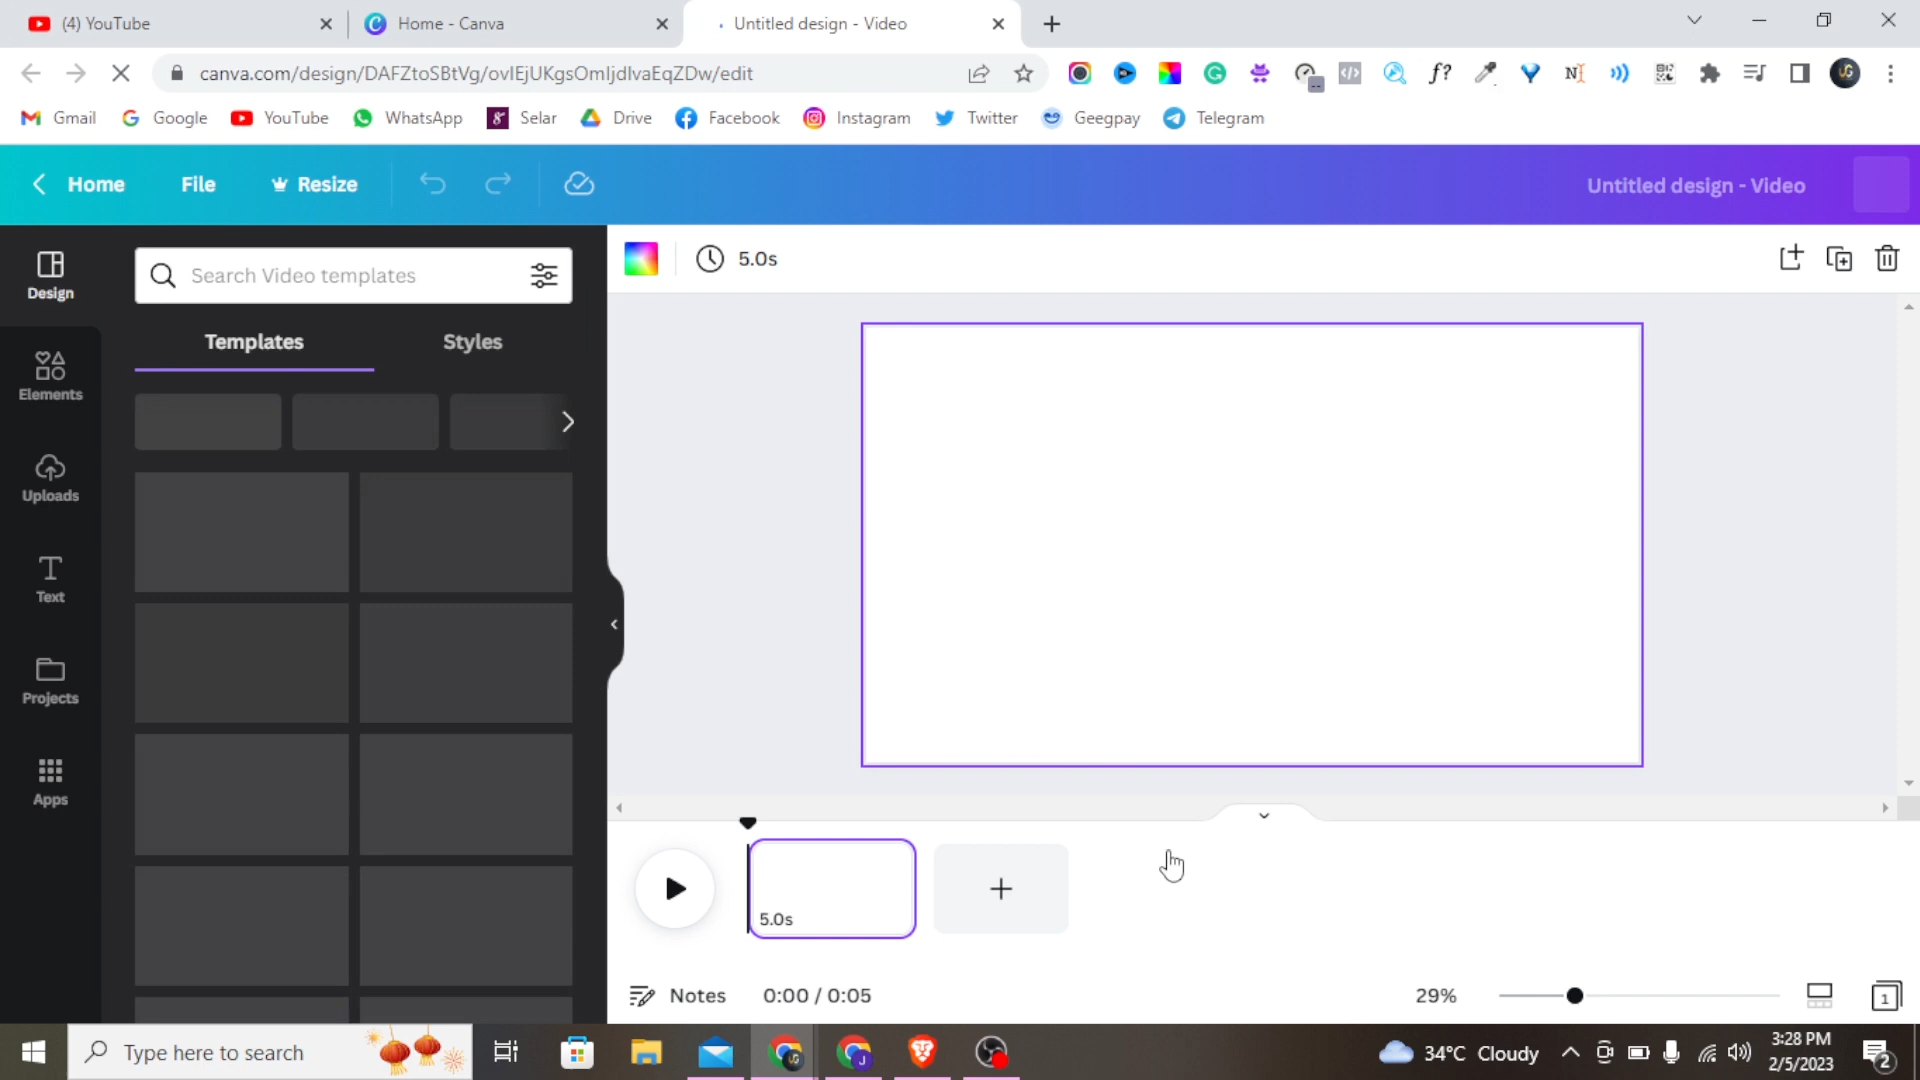 (4) YouTube
Home - Canva
Untitled design - Video
canva.com/design/DAFZtoSBtVg/ovlEjUKgsOmljdlvaEqZDw/edit
Gmail
Google
YouTube
WhatsApp
Selar
Drive
Facebook
Instagram
Twitter
Geegpay
Telegram
Home
File
Resize
Untitled design - Video
Design
Search Video templates
5.0s
Templates
Styles
Elements
Uploads
Text
Projects
Apps
5.0s
Notes
0:00 / 0:05
29%
1
Type here to search
34°C Cloudy
3:28 PM
2/5/2023
2